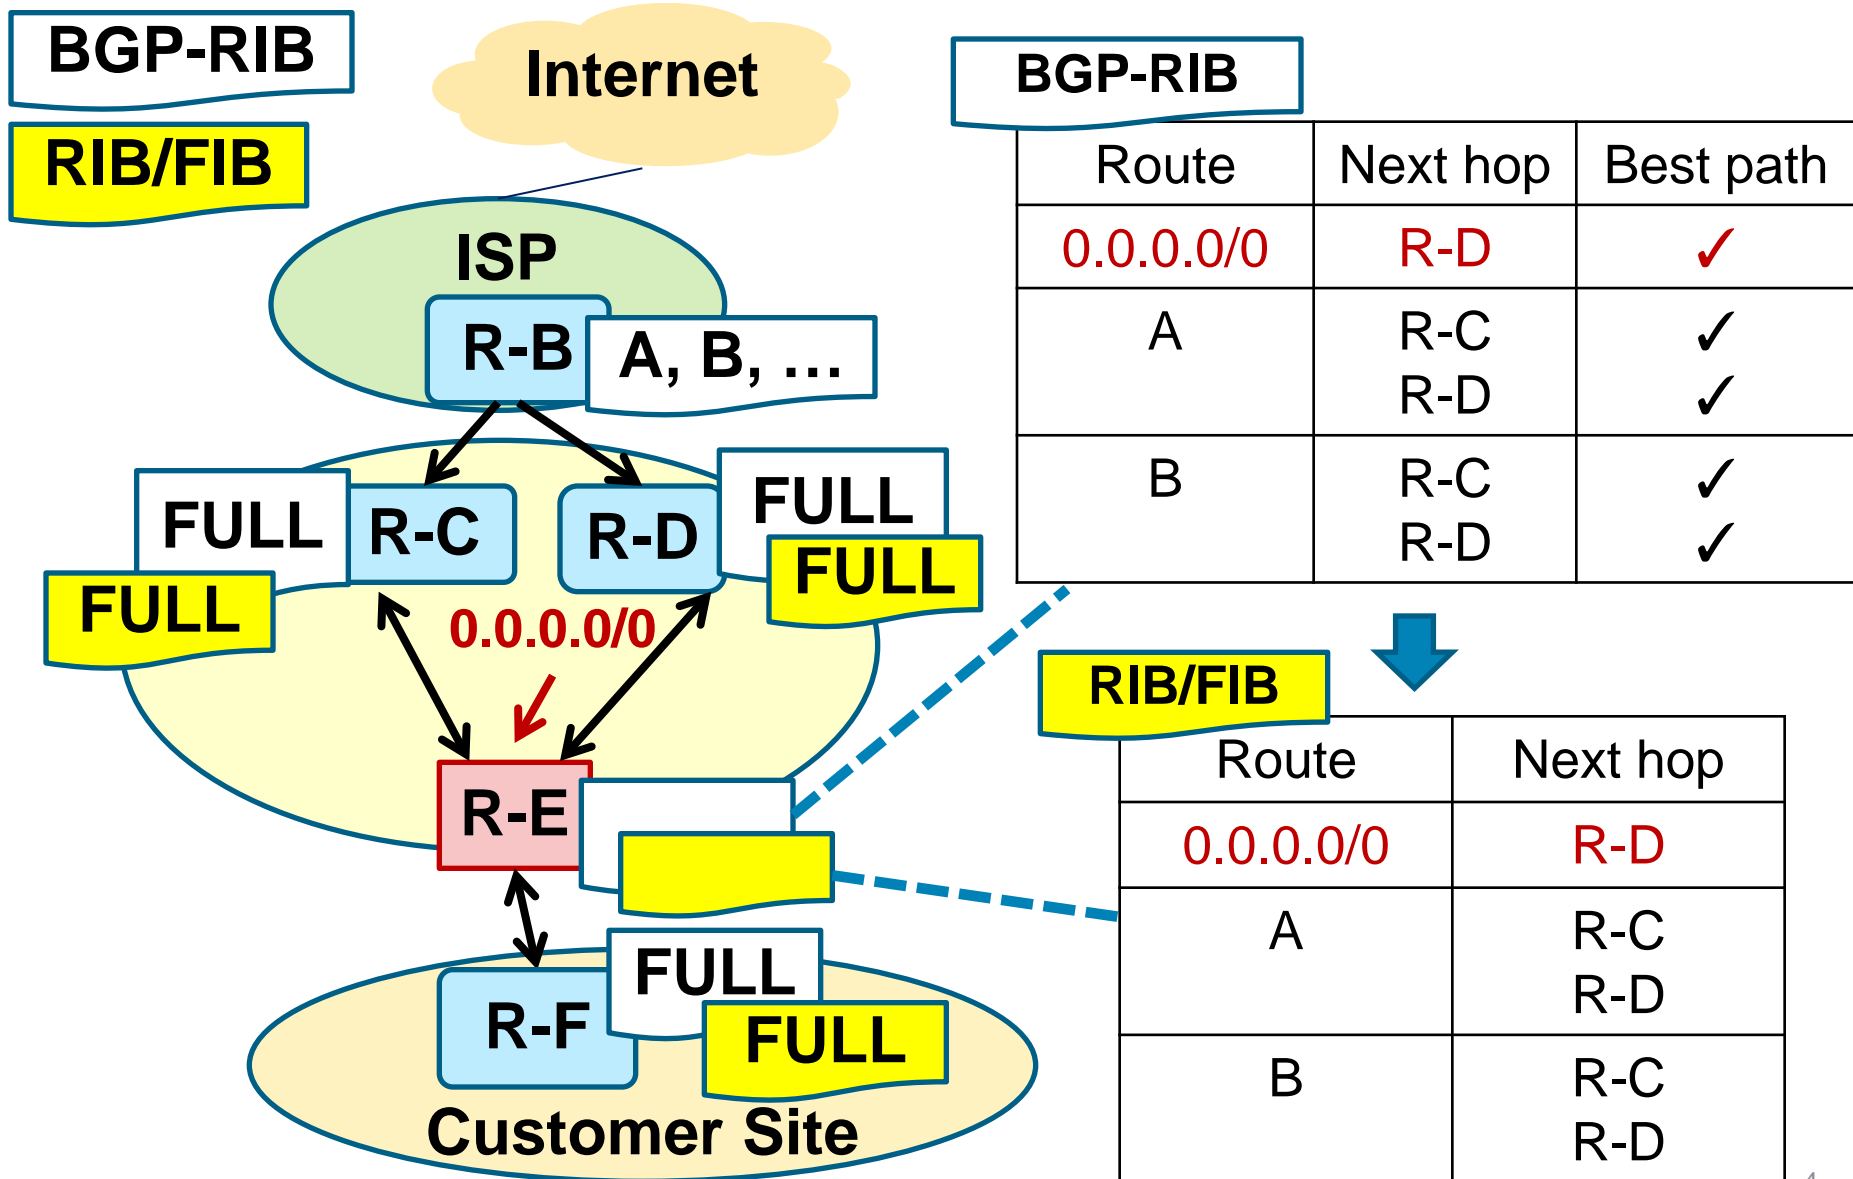 BGP-RIB
RIB/FIB
Internet
ISP
R-B
A, B, ...
FULL
R-C
FULL
R-D
FULL
FULL
0.0.0.0/0
R-E
R-F
FULL
FULL
Customer Site
BGP-RIB
Route Next hop Best path
0.0.0.0/0 R-D ✓
A R-C ✓
R-D ✓
B R-C ✓
R-D ✓
RIB/FIB
Route Next hop
0.0.0.0/0 R-D
A R-C
R-D
B R-C
R-D